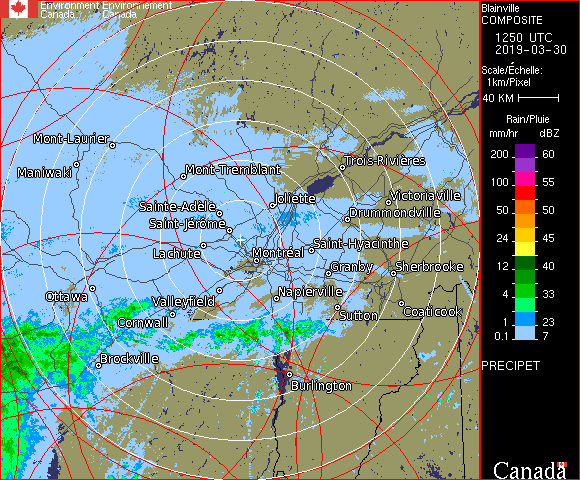 Environment Environnement
Canada Canada
Blainville
COMPOSITE
1250 UTC
2019-03-30
Scale/Échelle:
1km/Pixel
40 KM
Rain/Pluie
mm/hr dBZ
200 60
100 55
50 50
24 45
12 40
4 33
1 23
0.1 7
PRECIPET
Canada
Mont-Laurier
Maniwaki
Mont-Tremblant
Trois-Rivières
Joliette
Victoriaville
Sainte-Adèle
Drummondville
Saint-Jérôme
Lachute
Montréal
Saint-Hyacinthe
Granby
Sherbrooke
Ottawa
Valleyfield
Napierville
Coaticook
Cornwall
Sutton
Brockville
Burlington